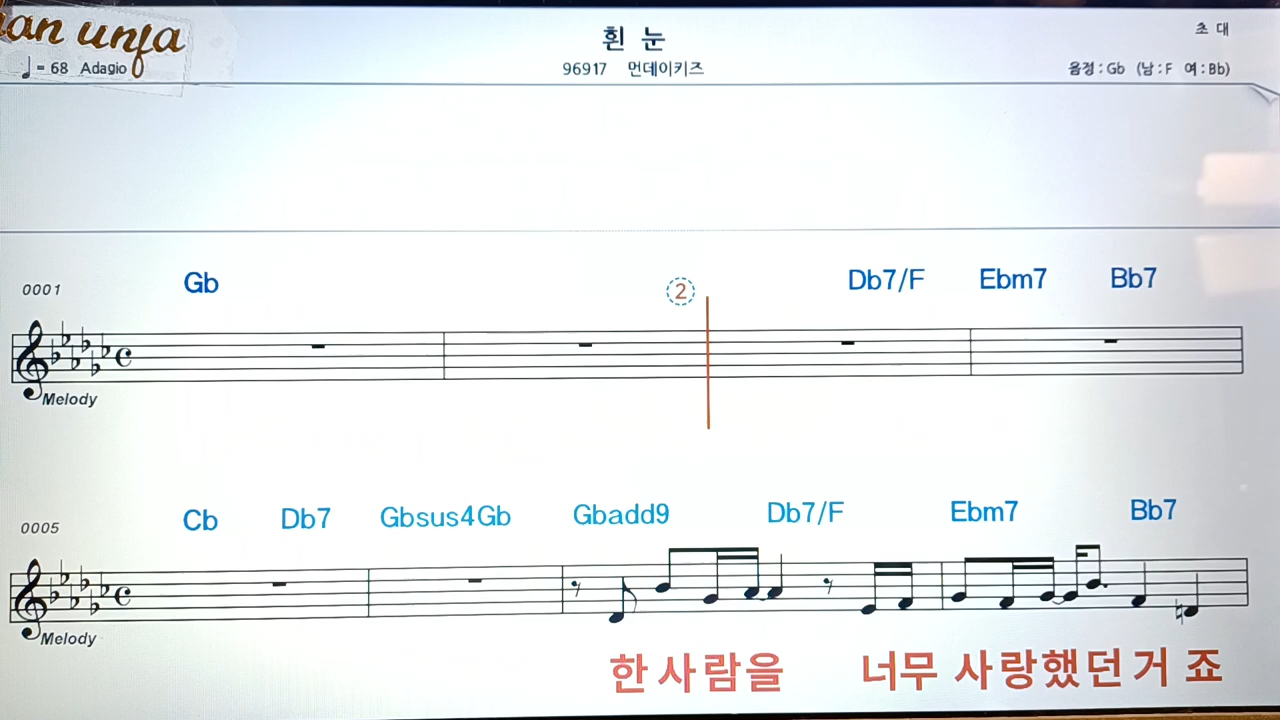 흰 눈
초 대
♩= 68 Adagio
96917 먼데이키즈
음정 : Gb (남 : F 여 : Bb)
0001
Gb
2
Db7/F Ebm7 Bb7
Melody
0005
Cb Db7 Gbsus4Gb Gbadd9 Db7/F Ebm7 Bb7
Melody
한 사 람 을 너무 사 랑 했 던 거 죠